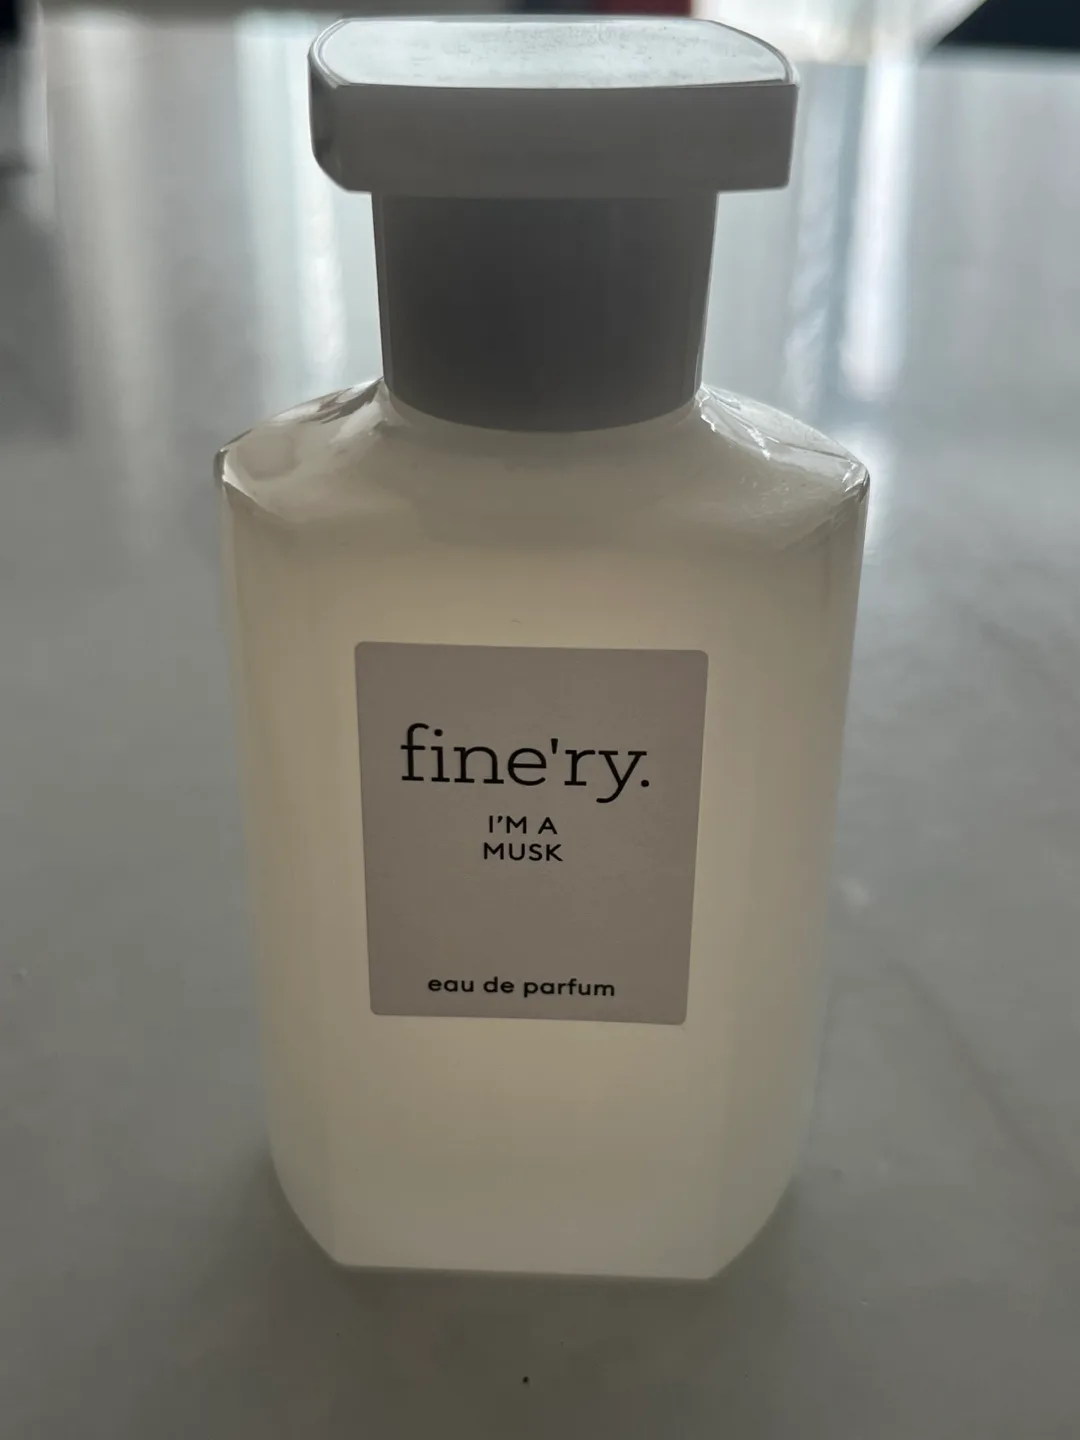 fine'ry.
I'M A
MUSK
eau de parfum